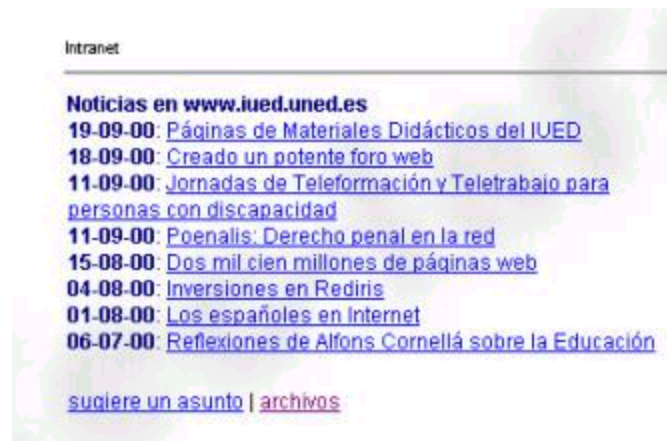 Intranet
Noticias en www.iued.uned.es
19-09-00: Páginas de Materiales Didácticos del IUED
18-09-00: Creado un potente foro web
11-09-00: Jornadas de Teleformación y Teletrabajo para
personas con discapacidad
11-09-00: Poenalis: Derecho penal en la red
15-08-00: Dos mil cien millones de páginas web
04-08-00: Inversiones en Rediris
01-08-00: Los españoles en Internet
06-07-00: Reflexiones de Alfons Cornellá sobre la Educación
sugiere un asunto | archivos